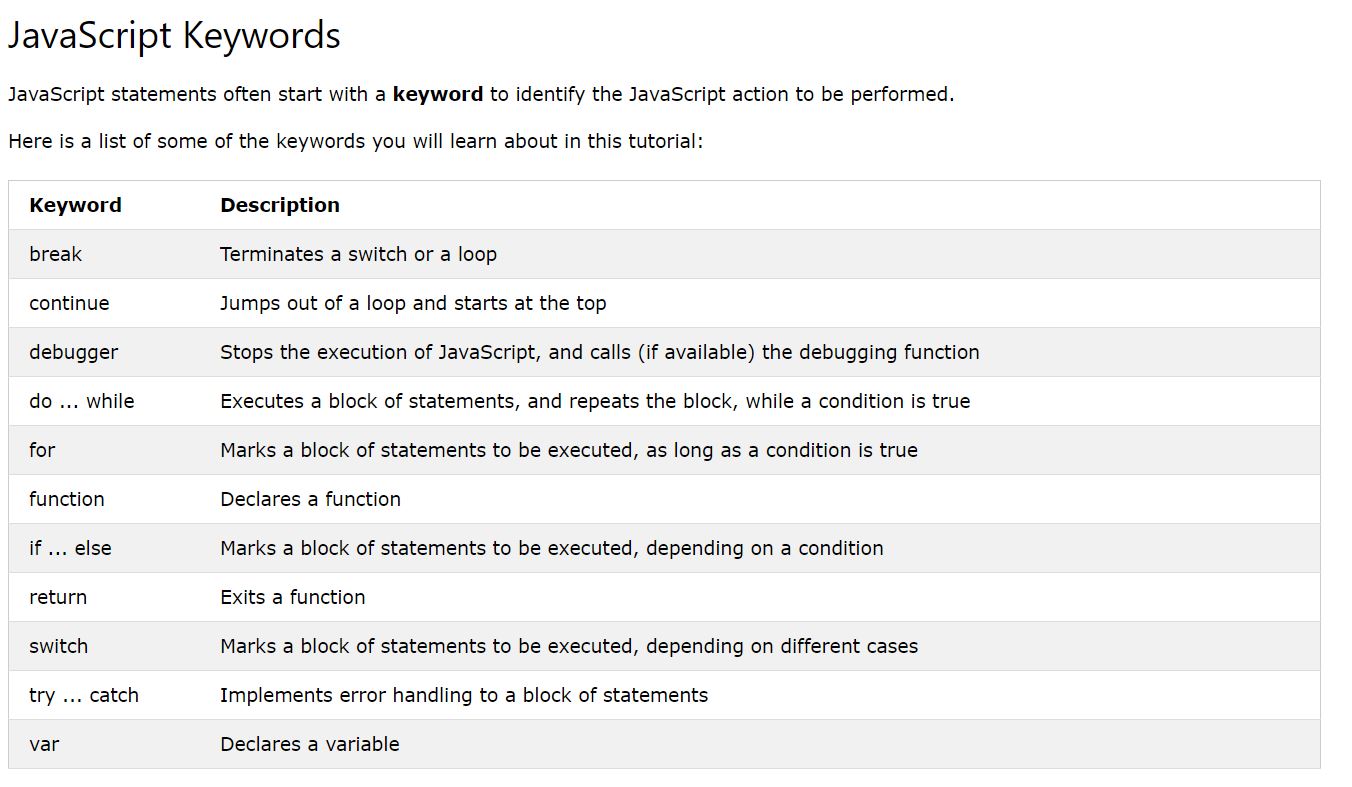 JavaScript Keywords
JavaScript statements often start with a keyword to identify the JavaScript action to be performed.
Here is a list of some of the keywords you will learn about in this tutorial:
Keyword Description
break Terminates a switch or a loop
continue Jumps out of a loop and starts at the top
debugger Stops the execution of JavaScript, and calls (if available) the debugging function
do ... while Executes a block of statements, and repeats the block, while a condition is true
for Marks a block of statements to be executed, as long as a condition is true
function Declares a function
if ... else Marks a block of statements to be executed, depending on a condition
return Exits a function
switch Marks a block of statements to be executed, depending on different cases
try ... catch Implements error handling to a block of statements
var Declares a variable